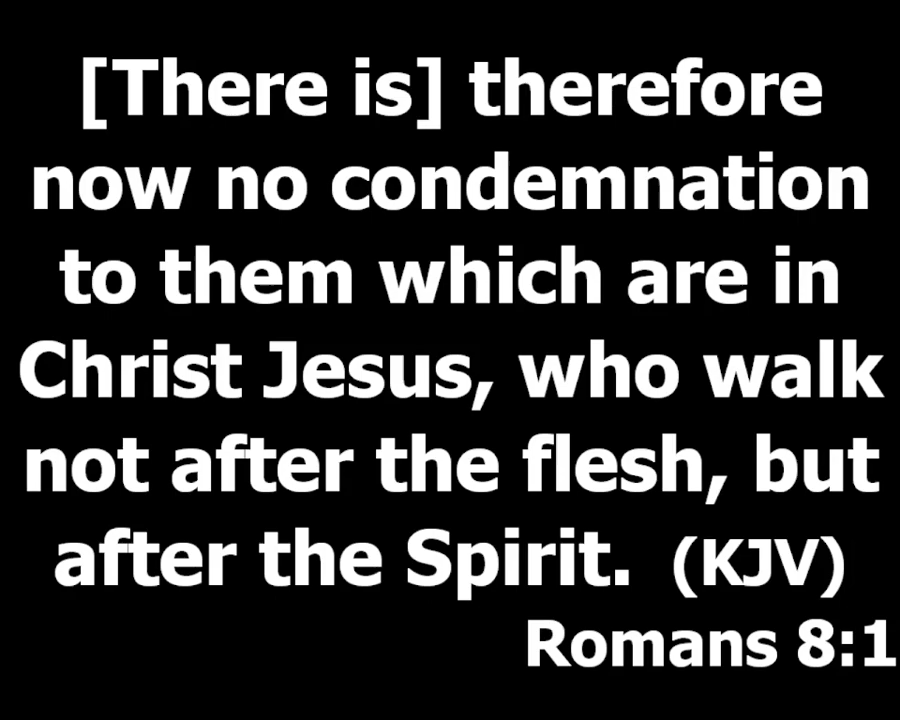 [There is] therefore
now no condemnation
to them which are in
Christ Jesus, who walk
not after the flesh, but
after the Spirit. (KJV)
Romans 8:1